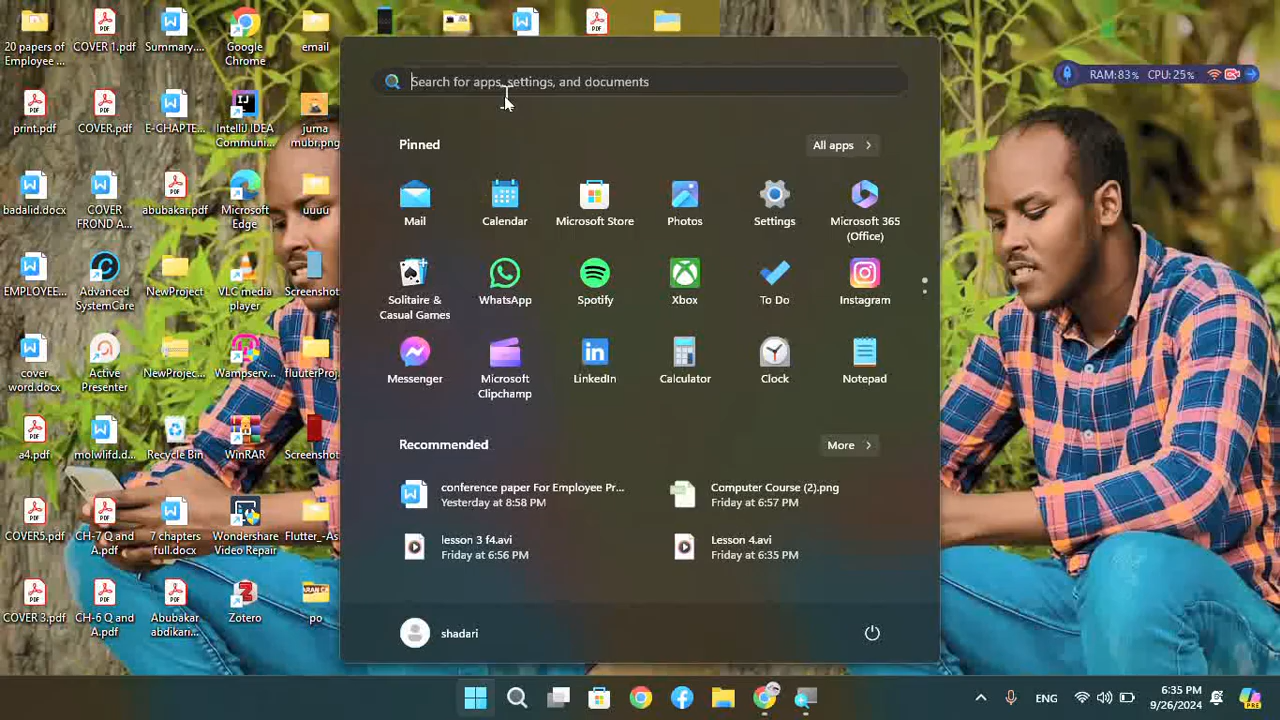 20 papers of
Employee ...
COVER 1.pdf
Summary....
Google
Chrome
email
print.pdf
COVER.pdf
E-CHAPTE...
IntelliJ IDEA
Communi...
juma
mubr.png
badalid.docx
COVER
FROND A...
abubakar.pdf
Microsoft
Edge
uuuu
EMPLOYEE...
Advanced
SystemCare
NewProject
VLC media
player
Screenshot
cover
word.docx
Active
Presenter
NewProjec...
Wampserv...
fluuterProj
a4.pdf
molwlifd.d...
Recycle Bin
WinRAR
Screenshot
COVER5.pdf
CH-7 Q and
A.pdf
7 chapters
full.docx
Wondershare
Video Repair
Flutter_-As
COVER 3.pdf
CH-6 Q and
A.pdf
Abubakar
abdikari...
Zotero
po
Search for apps, settings, and documents
Pinned
All apps
Mail
Calendar
Microsoft Store
Photos
Settings
Microsoft 365
(Office)
Solitaire &
Casual Games
WhatsApp
Spotify
Xbox
To Do
Instagram
Messenger
Microsoft
Clipchamp
LinkedIn
Calculator
Clock
Notepad
Recommended
More
conference paper For Employee Pr...
Yesterday at 8:58 PM
Computer Course (2).png
Friday at 6:57 PM
lesson 3 f4.avi
Friday at 6:56 PM
Lesson 4.avi
Friday at 6:35 PM
shadari
RAM:83% CPU:25%
ENG
6:35 PM
9/26/2024
PRE